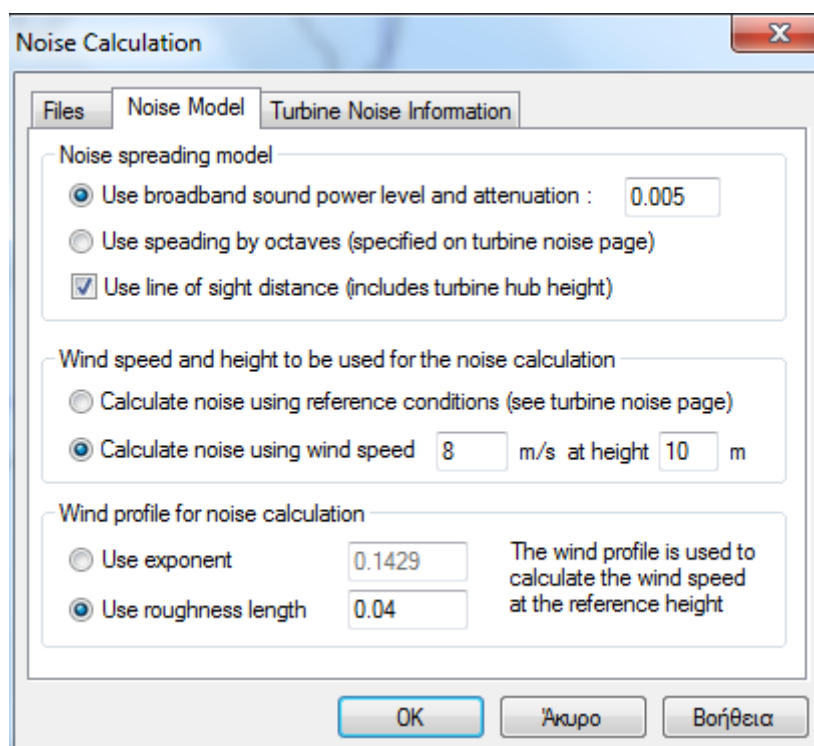 Noise Calculation
Files Noise Model Turbine Noise Information
Noise spreading model
Use broadband sound power level and attenuation : 0.005
Use speading by octaves (specified on turbine noise page)
Use line of sight distance (includes turbine hub height)
Wind speed and height to be used for the noise calculation
Calculate noise using reference conditions (see turbine noise page)
Calculate noise using wind speed 8 m/s at height 10 m
Wind profile for noise calculation
Use exponent 0.1429
Use roughness length 0.04
The wind profile is used to
calculate the wind speed
at the reference height
OK Άκυρο Βοήθεια